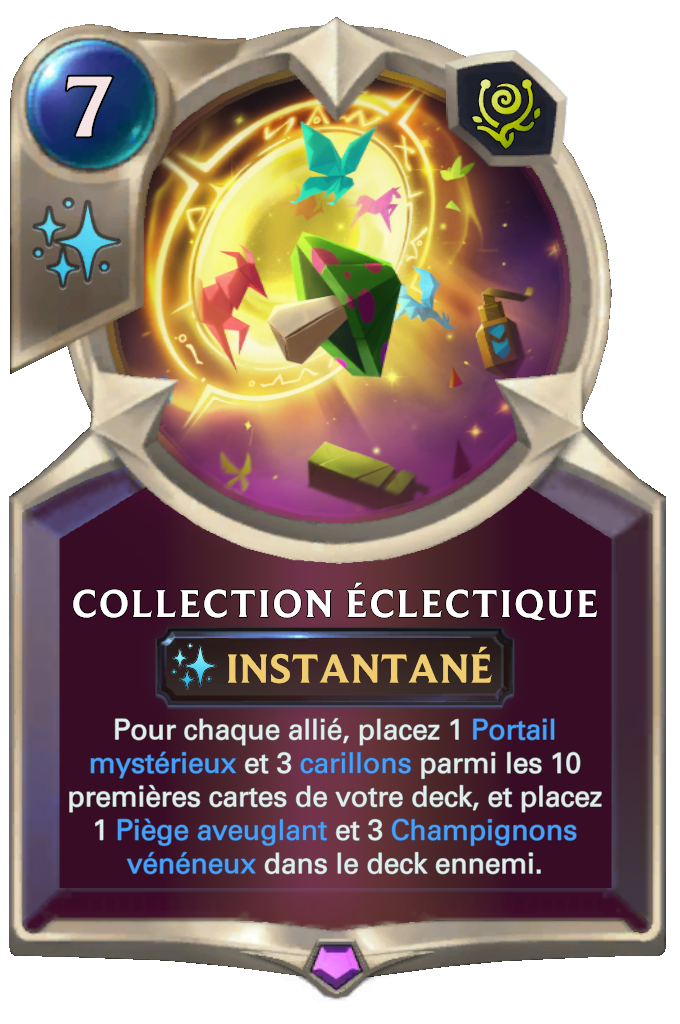 7
COLLECTION ÉCLECTIQUE
INSTANTANÉ
Pour chaque allié, placez 1 Portail
mystérieux et 3 carillons parmi les 10
premières cartes de votre deck, et placez
1 Piège aveuglant et 3 Champignons
vénéneux dans le deck ennemi.